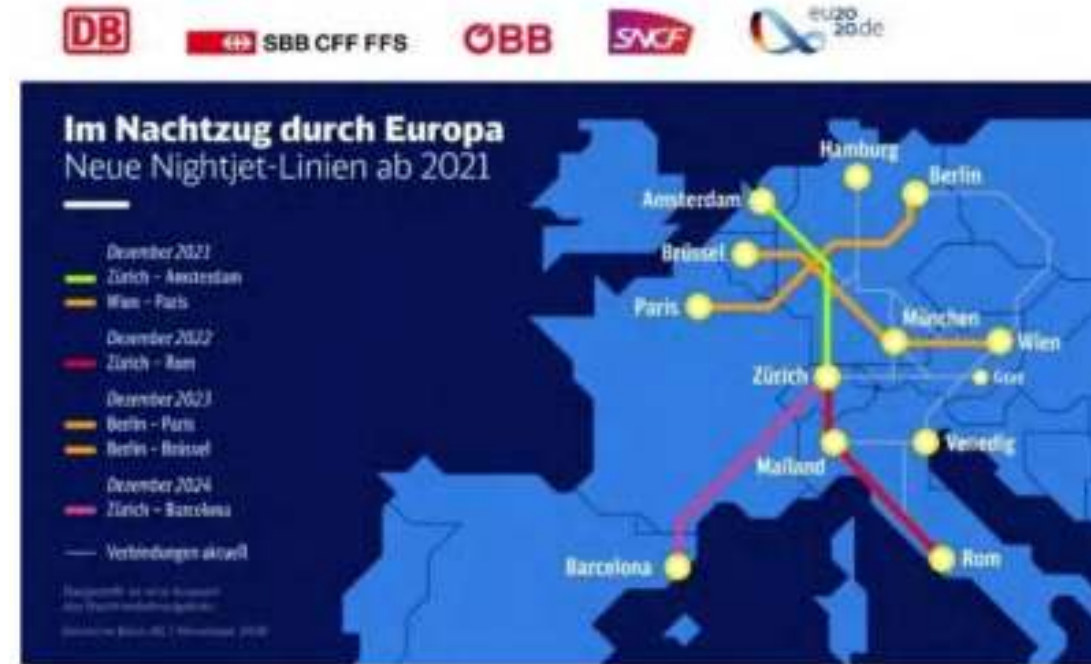 DB
SBB CFF FFS
ÖBB
SNCF
eu2020.de
Im Nachtzug durch Europa
Neue Nightjet-Linien ab 2021
Dezember 2021
Zürich – Amsterdam
Wien – Paris
Dezember 2022
Zürich – Rom
Dezember 2023
Berlin – Paris
Berlin – Brüssel
Dezember 2024
Zürich – Barcelona
Verbindungen aktuell
Hamburg
Berlin
Amsterdam
Brüssel
Paris
München
Wien
Zürich
Graz
Venedig
Mailand
Barcelona
Rom